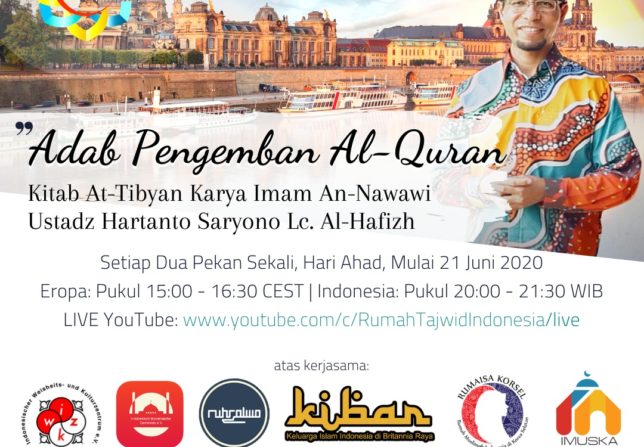 "Adab Pengemban Al-Quran
Kitab At-Tibyan Karya Imam An-Nawawi
Ustadz Hartanto Saryono Lc. Al-Hafizh
Setiap Dua Pekan Sekali, Hari Ahad, Mulai 21 Juni 2020
Eropa: Pukul 15:00 - 16:30 CEST | Indonesia: Pukul 20:00 - 21:30 WIB
LIVE YouTube: www.youtube.com/c/RumahTajwidIndonesia/live
atas kerjasama:
Indonesischer Weisheits- und Kulturzentrum e.V.
iwzk
ruhsalwa
kibar
Keluarga Islam Indonesia di Britannia Raya
RUMAISA KORSEL
IMUSKA